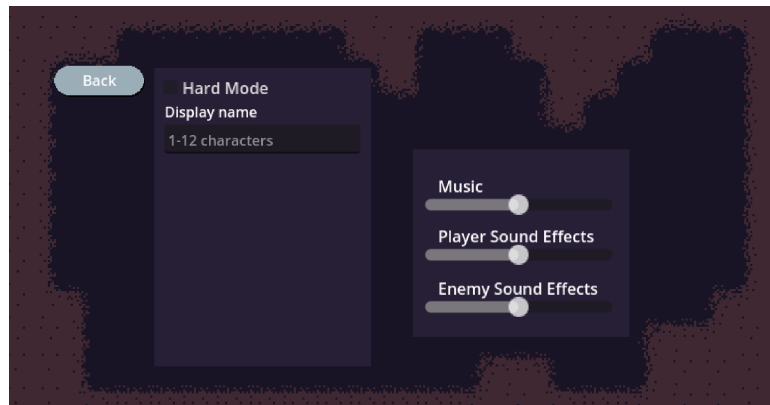 Back
Hard Mode
Display name
1-12 characters
Music
Player Sound Effects
Enemy Sound Effects